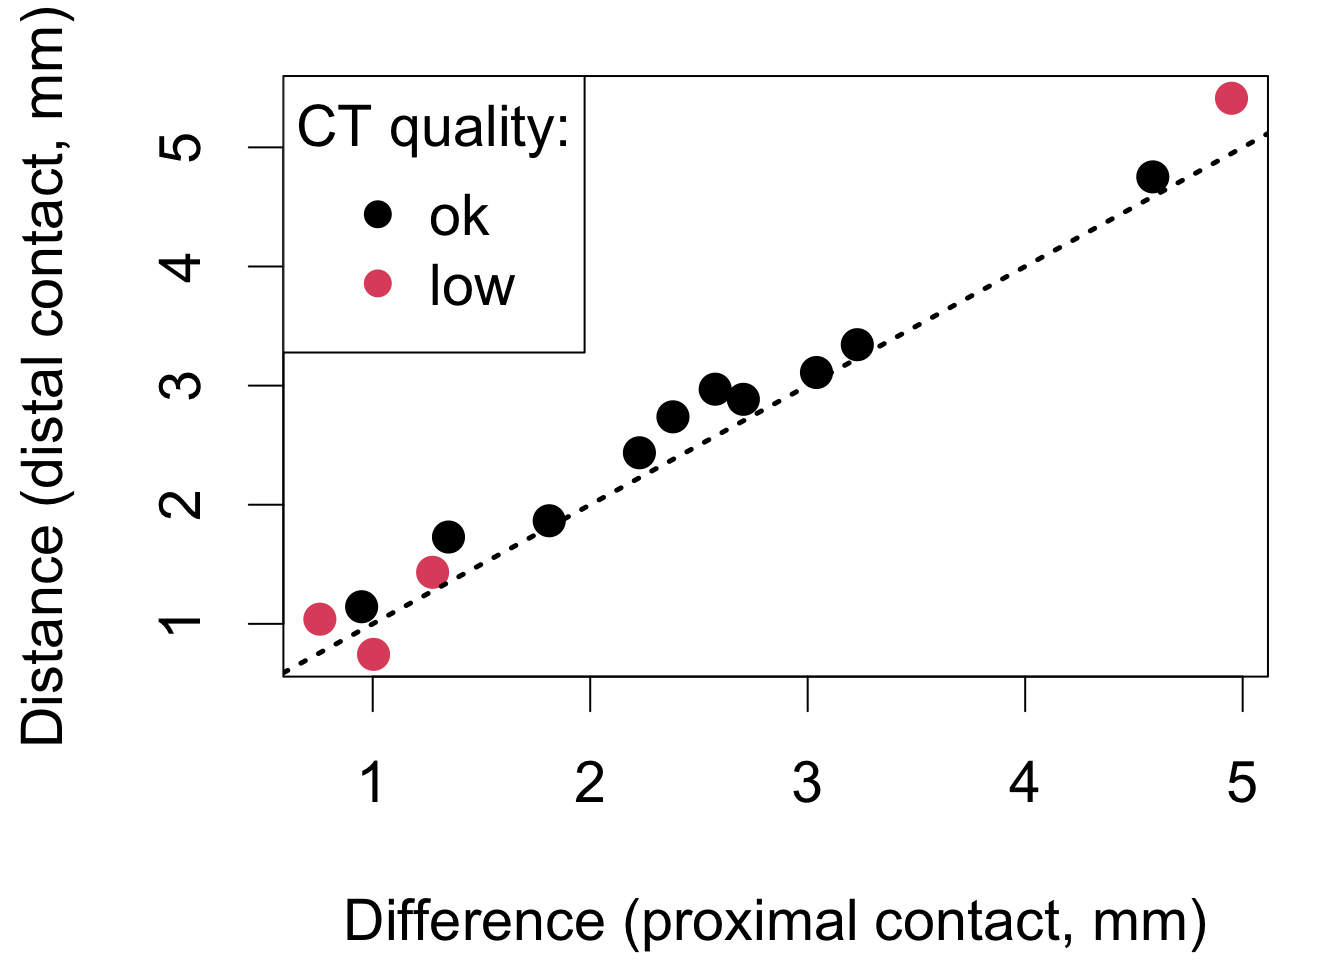 Distance (distal contact, mm)
5
4
3
2
1
CT quality:
ok
low
1 2 3 4 5
Difference (proximal contact, mm)